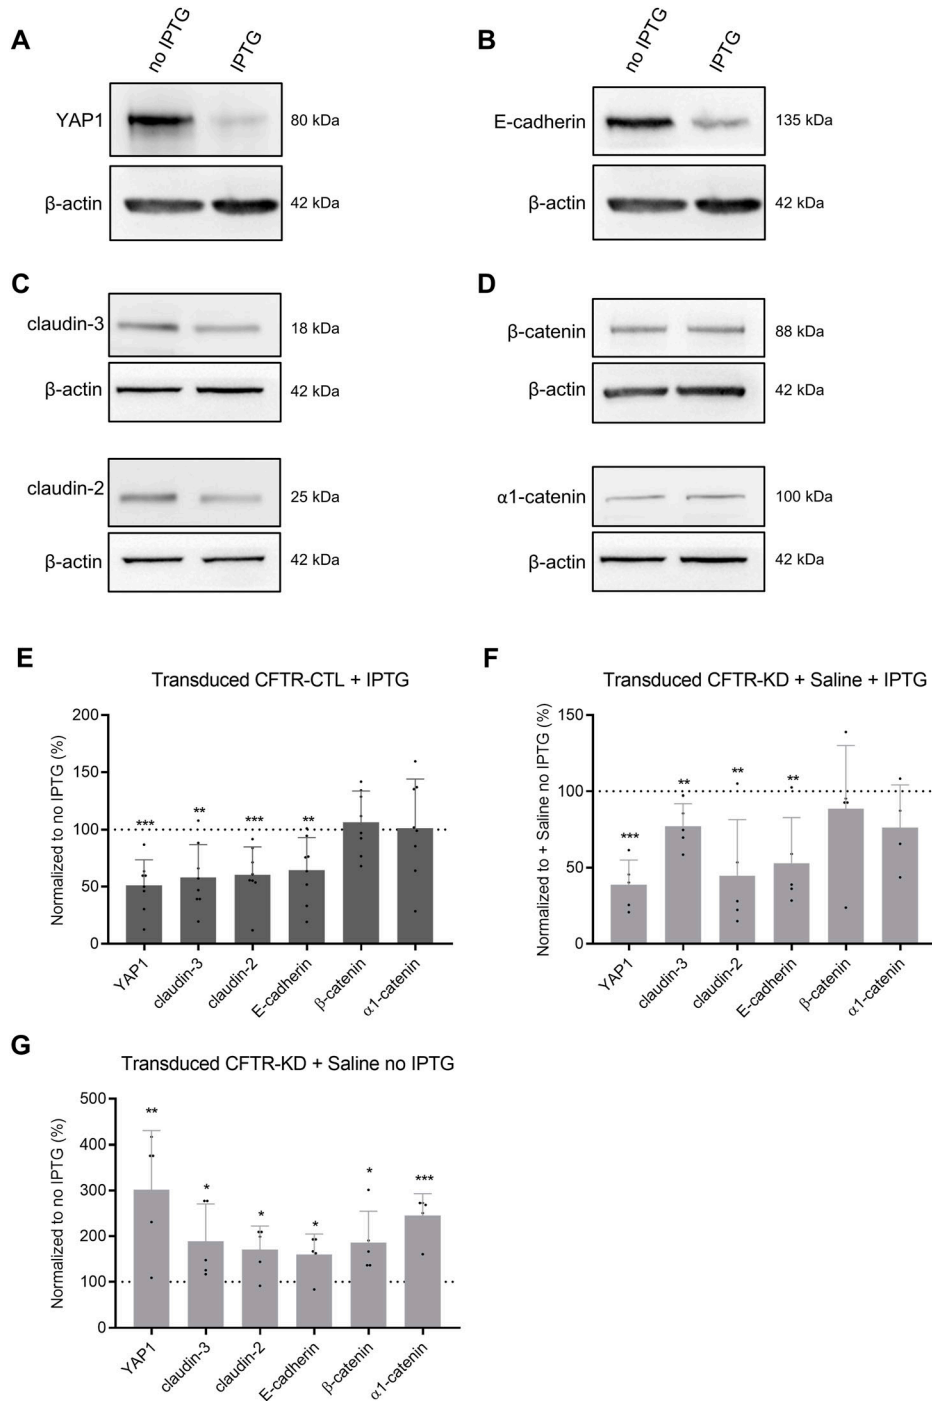 A
no IPTG
IPTG
YAP1
80 kDa
β-actin
42 kDa
B
no IPTG
IPTG
E-cadherin
135 kDa
β-actin
42 kDa
C
claudin-3
18 kDa
β-actin
42 kDa
claudin-2
25 kDa
β-actin
42 kDa
D
β-catenin
88 kDa
β-actin
42 kDa
α1-catenin
100 kDa
β-actin
42 kDa
E
Transduced CFTR-CTL + IPTG
Normalized to no IPTG (%)
200
150
100
50
0
***
**
***
**
YAP1
claudin-3
claudin-2
E-cadherin
β-catenin
α1-catenin
F
Transduced CFTR-KD + Saline + IPTG
Normalized to + Saline no IPTG (%)
150
100
50
0
***
**
**
**
YAP1
claudin-3
claudin-2
E-cadherin
β-catenin
α1-catenin
G
Transduced CFTR-KD + Saline no IPTG
Normalized to no IPTG (%)
500
400
300
200
100
0
**
*
*
*
*
***
YAP1
claudin-3
claudin-2
E-cadherin
β-catenin
α1-catenin